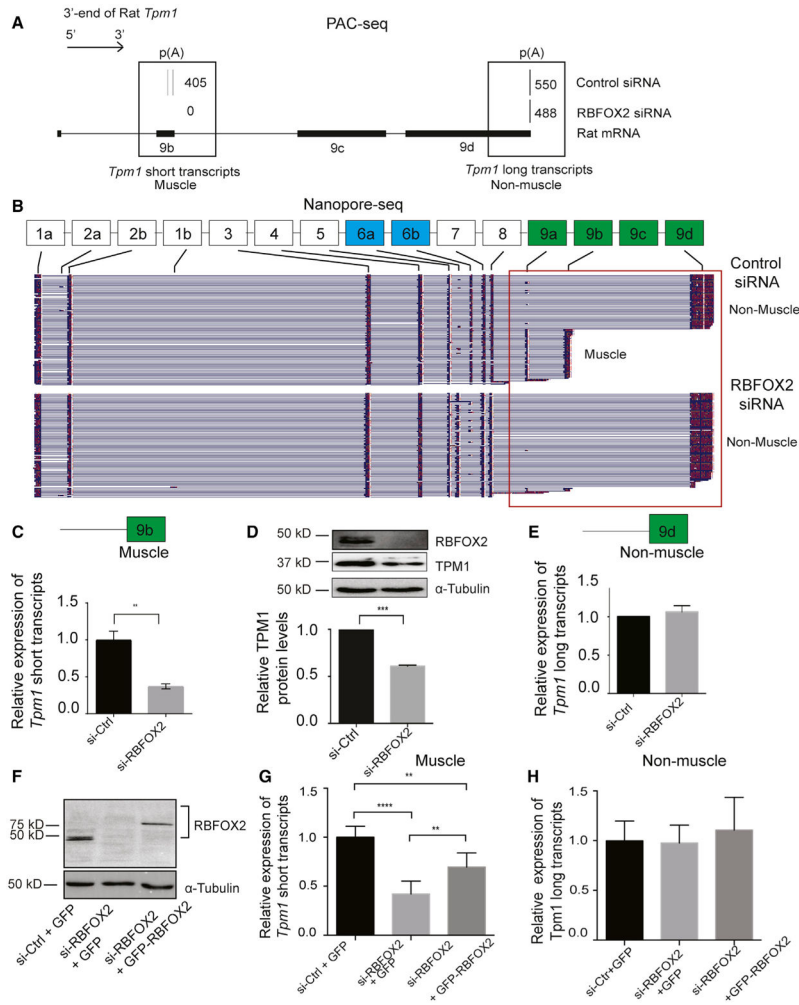 A
3'-end of Rat Tpm1
5' 3'
PAC-seq
p(A) p(A)
405 550 Control siRNA
0 488 RBFOX2 siRNA
Rat mRNA
9b 9c 9d
Tpm1 short transcripts
Muscle
Tpm1 long transcripts
Non-muscle
B
Nanopore-seq
1a 2a 2b 1b 3 4 5 6a 6b 7 8 9a 9b 9c 9d
Control
siRNA
Non-Muscle
Muscle
RBFOX2
siRNA
Non-Muscle
C
9b
Muscle
Relative expression of
Tpm1 short transcripts
1.5
1.0
0.5
0.0
**
si-Ctrl
si-RBFOX2
D
50 kD RBFOX2
37 kD TPM1
50 kD α-Tubulin
Relative TPM1
protein levels
1.0
0.5
0.0
***
si-Ctrl
si-RBFOX2
E
9d
Non-muscle
Relative expression of
Tpm1 long transcripts
1.5
1.0
0.5
0.0
si-Ctrl
si-RBFOX2
F
75 kD
50 kD
RBFOX2
50 kD
α-Tubulin
si-Ctrl + GFP
si-RBFOX2
+ GFP
si-RBFOX2
+ GFP-RBFOX2
G
Muscle
Relative expression of
Tpm1 short transcripts
1.5
1.0
0.5
0.0
**
****
**
si-Ctrl + GFP
si-RBFOX2
+ GFP
si-RBFOX2
+ GFP-RBFOX2
H
Non-muscle
Relative expression of
Tpm1 long transcripts
1.5
1.0
0.5
0.0
si-Ctr+GFP
si-RBFOX2
+GFP
si-RBFOX2
+GFP-RBFOX2